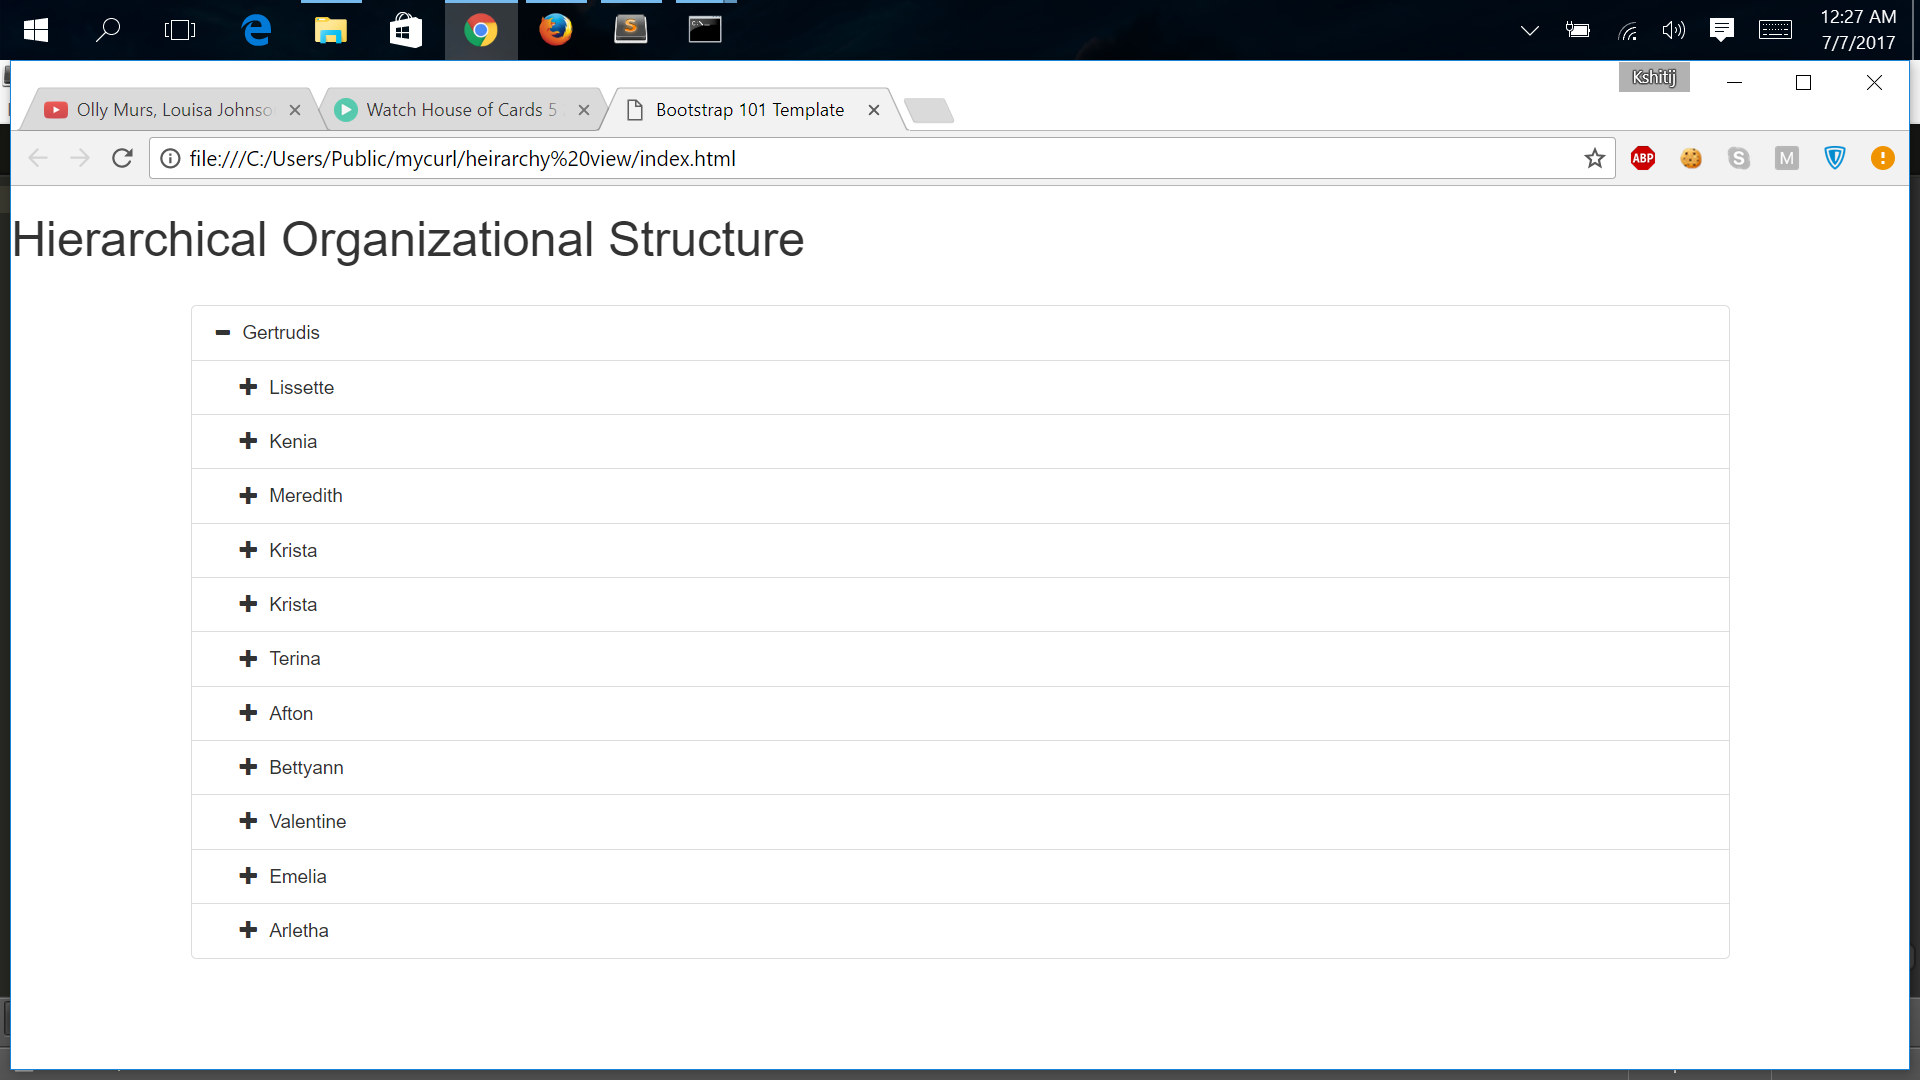 12:27 AM
7/7/2017
Kshitij
Olly Murs, Louisa Johnso
Watch House of Cards 5
Bootstrap 101 Template
file:///C:/Users/Public/mycurl/heirarchy%20view/index.html
ABP
S
M
Hierarchical Organizational Structure
Gertrudis
Lissette
Kenia
Meredith
Krista
Krista
Terina
Afton
Bettyann
Valentine
Emelia
Arletha